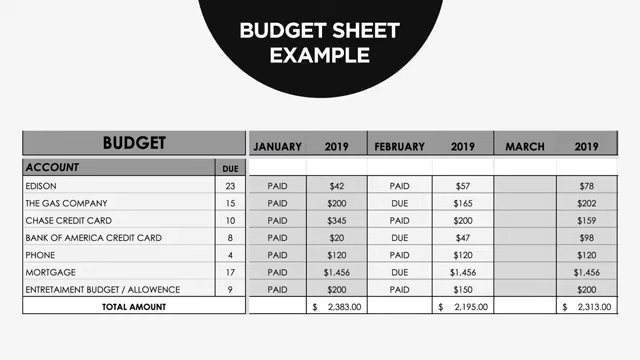 BUDGET SHEET
EXAMPLE
BUDGET JANUARY 2019 FEBRUARY 2019 MARCH 2019
ACCOUNT DUE
EDISON 23 PAID $42 PAID $57 $78
THE GAS COMPANY 15 PAID $200 DUE $165 $202
CHASE CREDIT CARD 10 PAID $345 PAID $200 $159
BANK OF AMERICA CREDIT CARD 8 PAID $20 DUE $47 $98
PHONE 4 PAID $120 PAID $120 $120
MORTGAGE 17 PAID $1.456 DUE $1.456 $1.456
ENTRETAIMENT BUDGET / ALLOWENCE 9 PAID $200 PAID $150 $200
TOTAL AMOUNT $ 2,383.00 $ 2,195.00 $ 2,313.00